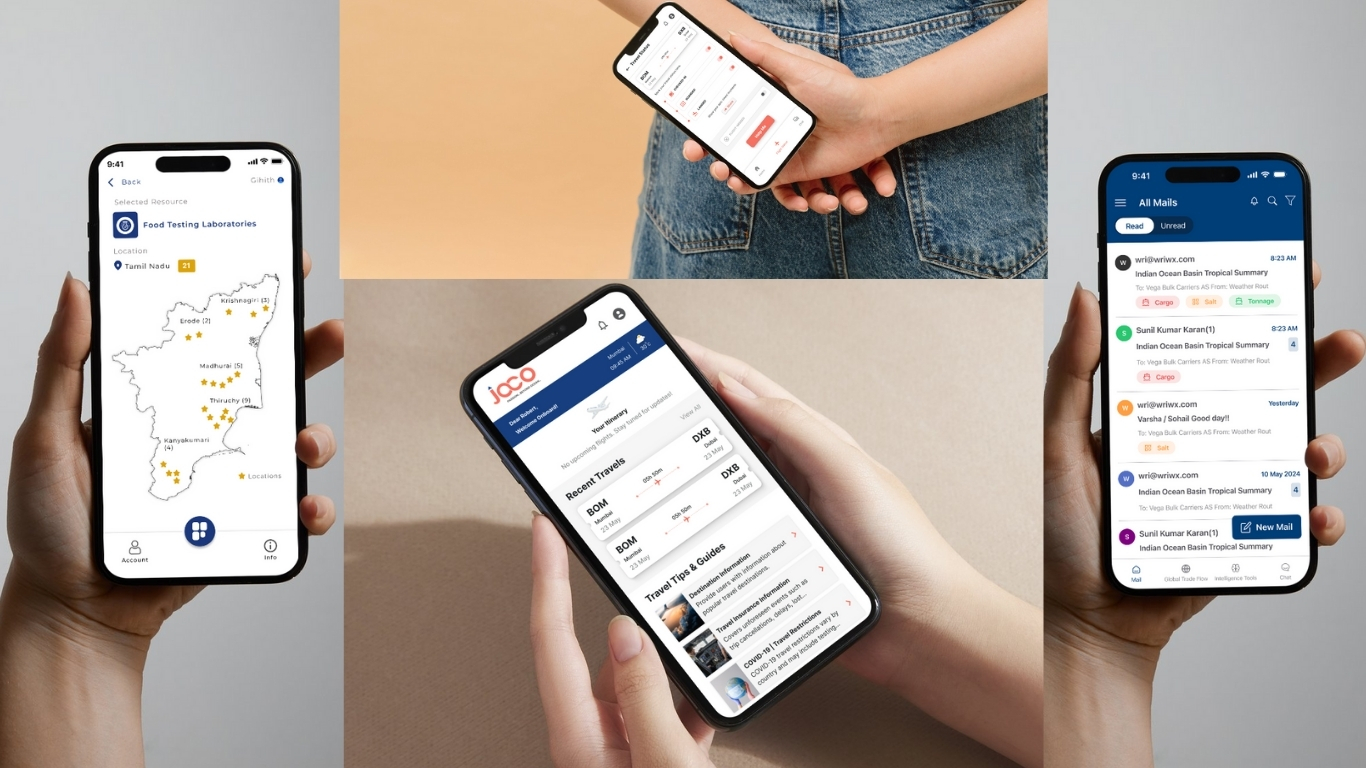 9:41
Back
Gihith
Selected Resource
Food Testing Laboratories
Location
Tamil Nadu 21
Krishnagiri (3)
Erode (2)
Madhurai (5)
Thiruchy (9)
Kanyakumari
(4)
Locations
Account
Info
Travel Status
BOM
DXB
joco
Mumbai
09:45 AM
30°c
Dear Robert,
Welcome Onboard!
Your Itinerary
No upcoming flights. Stay tuned for updates!
Recent Travels
View All
BOM
05h 50m
DXB
Mumbai
Dubai
23 May
23 May
BOM
05h 50m
DXB
Mumbai
Dubai
23 May
23 May
Travel Tips & Guides
Destination Information
Provide users with information about
popular travel destinations.
Travel Insurance Information
Covers unforeseen events such as
trip cancellations, delays, lost...
COVID-19 | Travel Restrictions
COVID-19 travel restrictions vary by
country and may include testing...
9:41
All Mails
Read Unread
W wri@wriwx.com 8:23 AM
Indian Ocean Basin Tropical Summary
To: Vega Bulk Carriers AS From: Weather Rout
Cargo Salt Tonnage
S Sunil Kumar Karan(1) 8:23 AM
Indian Ocean Basin Tropical Summary 4
To: Vega Bulk Carriers AS From: Weather Rout
Cargo
W wri@wriwx.com Yesterday
Varsha / Sohail Good day!!
To: Vega Bulk Carriers AS From: Weather Rout
Salt
W wri@wriwx.com 10 May 2024
Indian Ocean Basin Tropical Summary 4
To: Vega Bulk Carriers AS From: Weather Rout
S Sunil Kumar Karan(1)
Indian Ocean Basin Tropical Summary
New Mail
Mail Global Trade Flow Intelligence Tools Chat